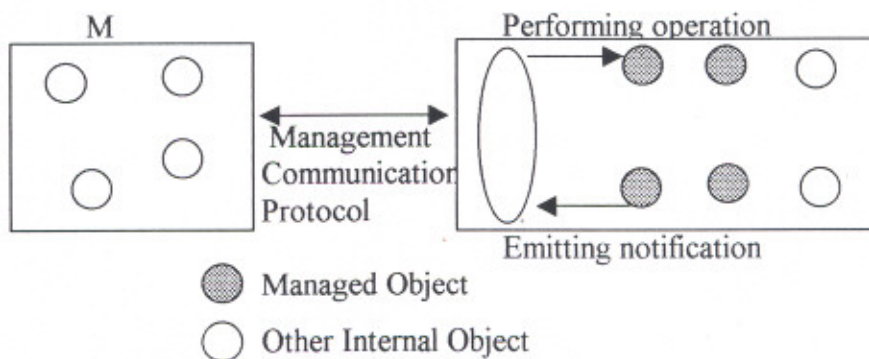 M
Performing operation
Management
Communication
Protocol
Emitting notification
Managed Object
Other Internal Object